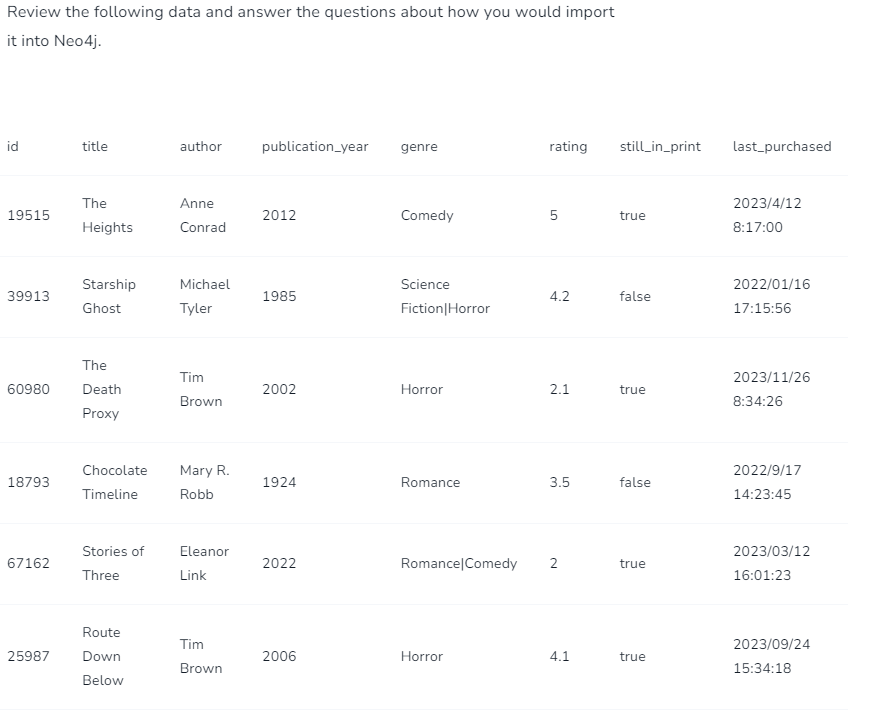 Review the following data and answer the questions about how you would import
it into Neo4j.
id title author publication_year genre rating still_in_print last_purchased
The Anne 2023/4/12
19515 2012 Comedy 5 true
Heights Conrad 8:17:00
Starship Michael Science 2022/01/16
39913 1985 4.2 false
Ghost Tyler Fiction|Horror 17:15:56
The
Tim 2023/11/26
60980 Death 2002 Horror 2.1 true
Brown 8:34:26
Proxy
Chocolate Mary R. 2022/9/17
18793 1924 Romance 3.5 false
Timeline Robb 14:23:45
Stories of Eleanor 2023/03/12
67162 2022 Romance|Comedy 2 true
Three Link 16:01:23
Route
Tim 2023/09/24
25987 Down 2006 Horror 4.1 true
Brown 15:34:18
Below